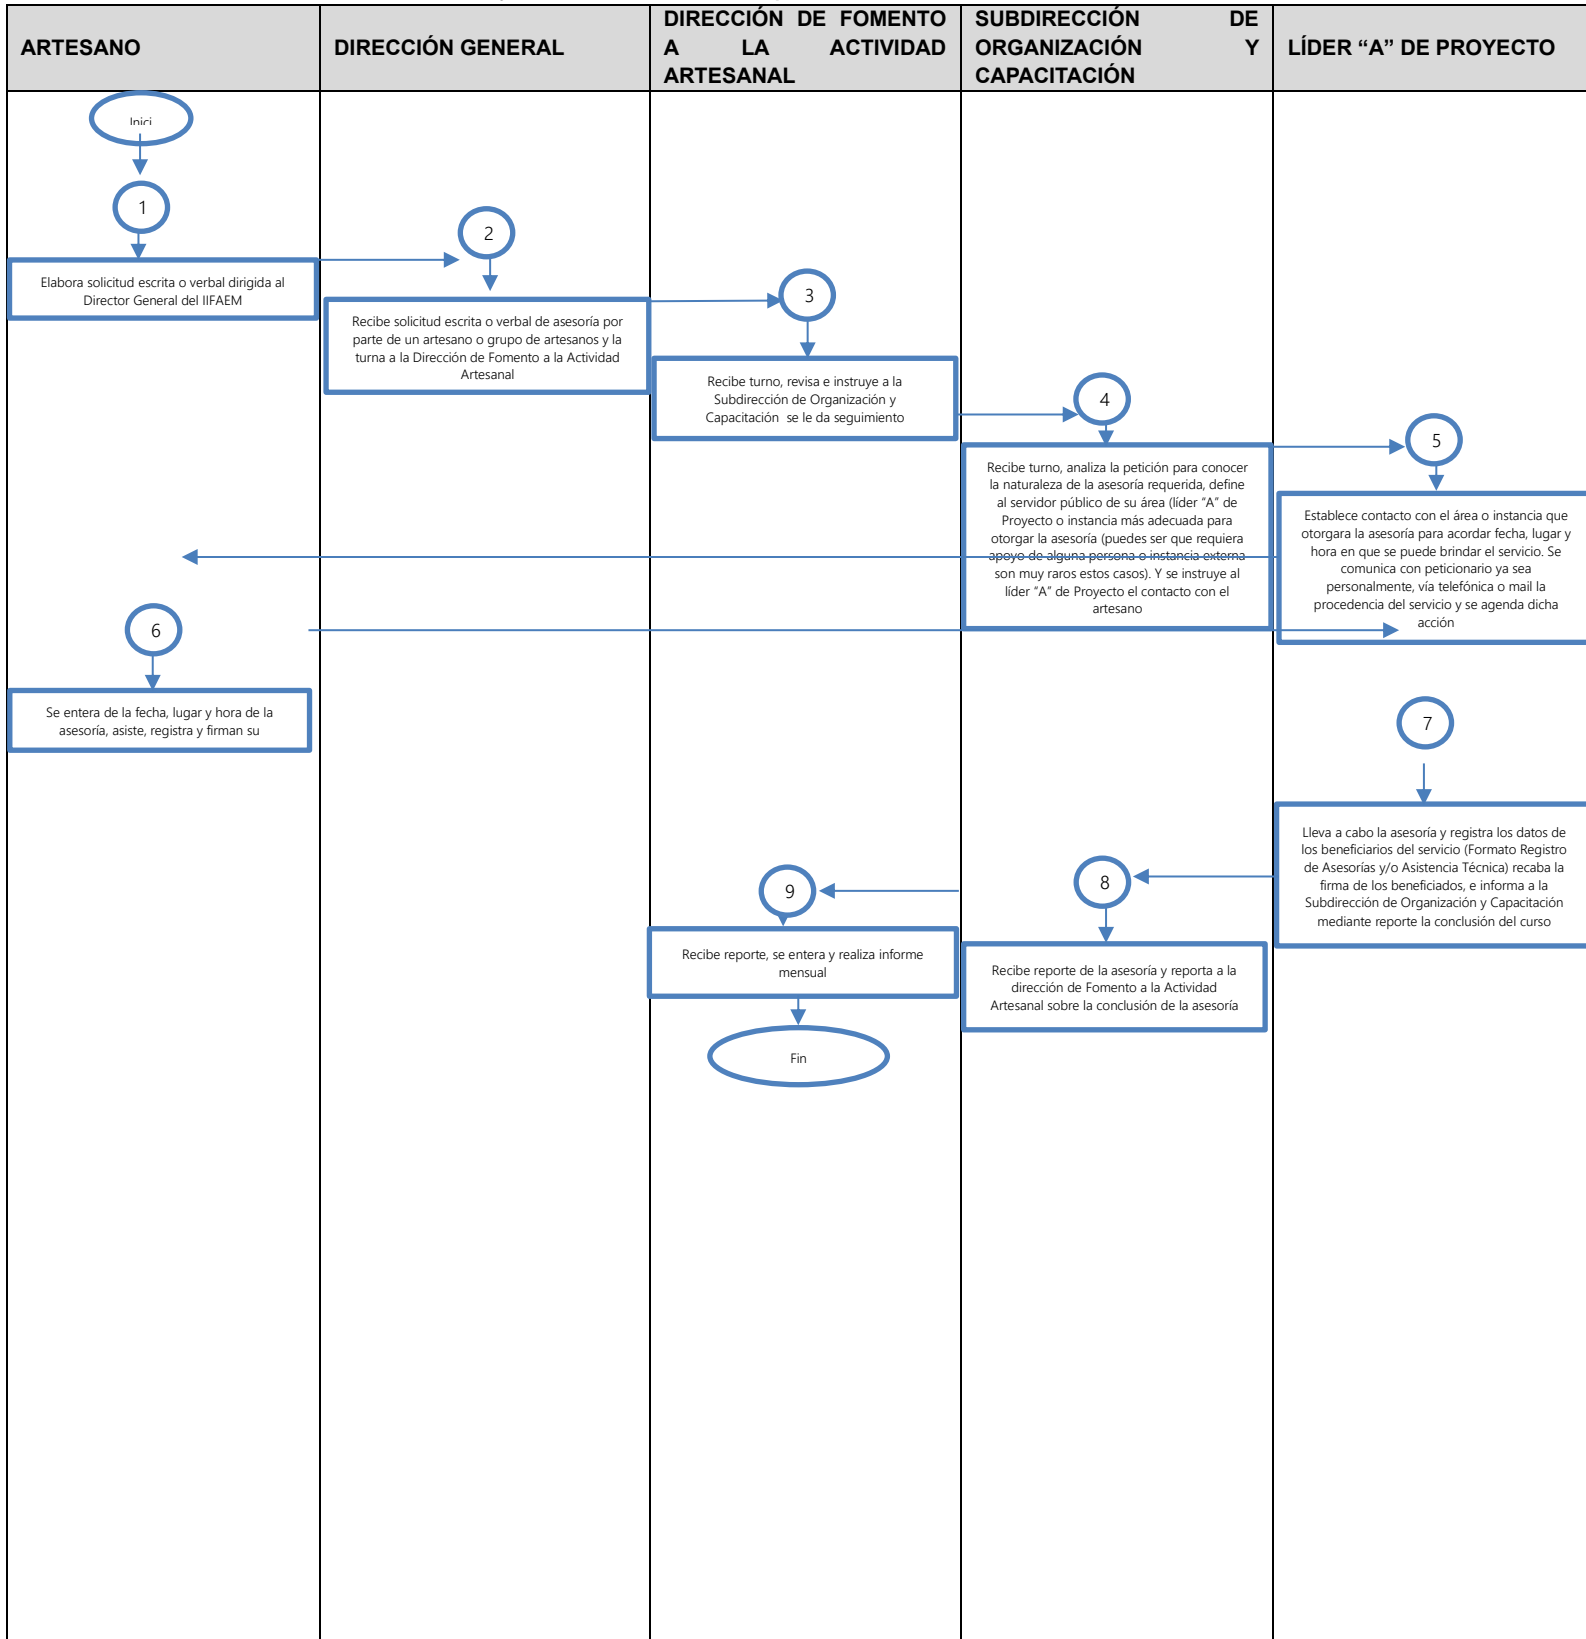 ARTESANO
DIRECCIÓN GENERAL
DIRECCIÓN DE FOMENTO
A LA ACTIVIDAD
ARTESANAL
SUBDIRECCIÓN DE
ORGANIZACIÓN Y
CAPACITACIÓN
LÍDER “A” DE PROYECTO
Inici
1
Elabora solicitud escrita o verbal dirigida al
Director General del IIFAEM
2
Recibe solicitud escrita o verbal de asesoría por
parte de un artesano o grupo de artesanos y la
turna a la Dirección de Fomento a la Actividad
Artesanal
3
Recibe turno, revisa e instruye a la
Subdirección de Organización y
Capacitación se le da seguimiento
4
Recibe turno, analiza la petición para conocer
la naturaleza de la asesoría requerida, define
al servidor público de su área (líder “A” de
Proyecto o instancia más adecuada para
otorgar la asesoría (puedes ser que requiera
apoyo de alguna persona o instancia externa
son muy raros estos casos). Y se instruye al
líder “A” de Proyecto el contacto con el
artesano
5
Establece contacto con el área o instancia que
otorgara la asesoría para acordar fecha, lugar y
hora en que se puede brindar el servicio. Se
comunica con peticionario ya sea
personalmente, vía telefónica o mail la
procedencia del servicio y se agenda dicha
acción
6
Se entera de la fecha, lugar y hora de la
asesoría, asiste, registra y firman su
7
Lleva a cabo la asesoría y registra los datos de
los beneficiarios del servicio (Formato Registro
de Asesorías y/o Asistencia Técnica) recaba la
firma de los beneficiados, e informa a la
Subdirección de Organización y Capacitación
mediante reporte la conclusión del curso
8
Recibe reporte de la asesoría y reporta a la
dirección de Fomento a la Actividad
Artesanal sobre la conclusión de la asesoría
9
Recibe reporte, se entera y realiza informe
mensual
Fin